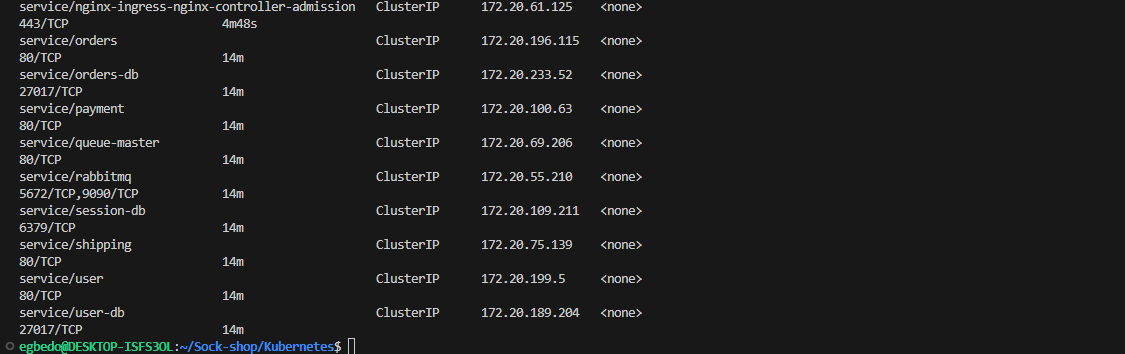 service/nginx-ingress-nginx-controller-admission   ClusterIP      172.20.61.125    <none>
443/TCP                      4m48s
service/orders                                     ClusterIP      172.20.196.115   <none>
80/TCP                       14m
service/orders-db                                  ClusterIP      172.20.233.52    <none>
27017/TCP                    14m
service/payment                                    ClusterIP      172.20.100.63    <none>
80/TCP                       14m
service/queue-master                               ClusterIP      172.20.69.206    <none>
80/TCP                       14m
service/rabbitmq                                   ClusterIP      172.20.55.210    <none>
5672/TCP,9090/TCP            14m
service/session-db                                 ClusterIP      172.20.109.211   <none>
6379/TCP                     14m
service/shipping                                   ClusterIP      172.20.75.139    <none>
80/TCP                       14m
service/user                                       ClusterIP      172.20.199.5     <none>
80/TCP                       14m
service/user-db                                    ClusterIP      172.20.189.204   <none>
27017/TCP                    14m
egbedo@DESKTOP-ISFS3OL:~/Sock-shop/Kubernetes$